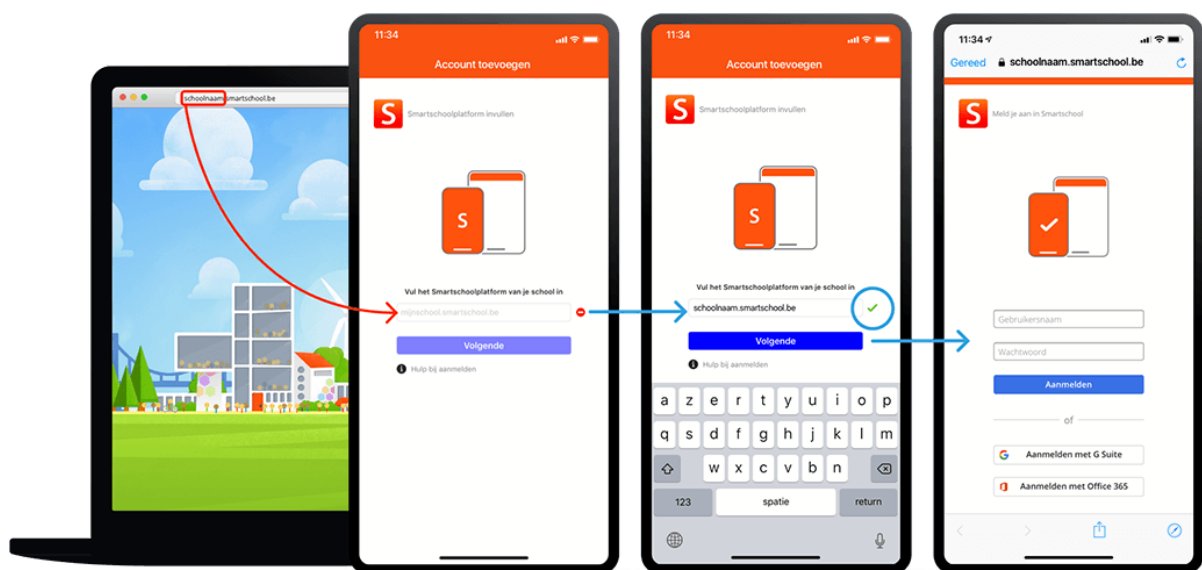 schoolnaam.smartschool.be
11:34
Account toevoegen
S
Smartschoolplatform invullen
S
Vul het Smartschoolplatform van je school in
mijnschool.smartschool.be
Volgende
i Hulp bij aanmelden
11:34
Account toevoegen
S
Smartschoolplatform invullen
S
Vul het Smartschoolplatform van je school in
schoolnaam.smartschool.be
Volgende
i Hulp bij aanmelden
a z e r t y u i o p
q s d f g h j k l m
w x c v b n
123 spatie return
11:34
Gereed schoolnaam.smartschool.be
S
Meld je aan in Smartschool
Gebruikersnaam
Wachtwoord
Aanmelden
of
G Aanmelden met G Suite
Aanmelden met Office 365